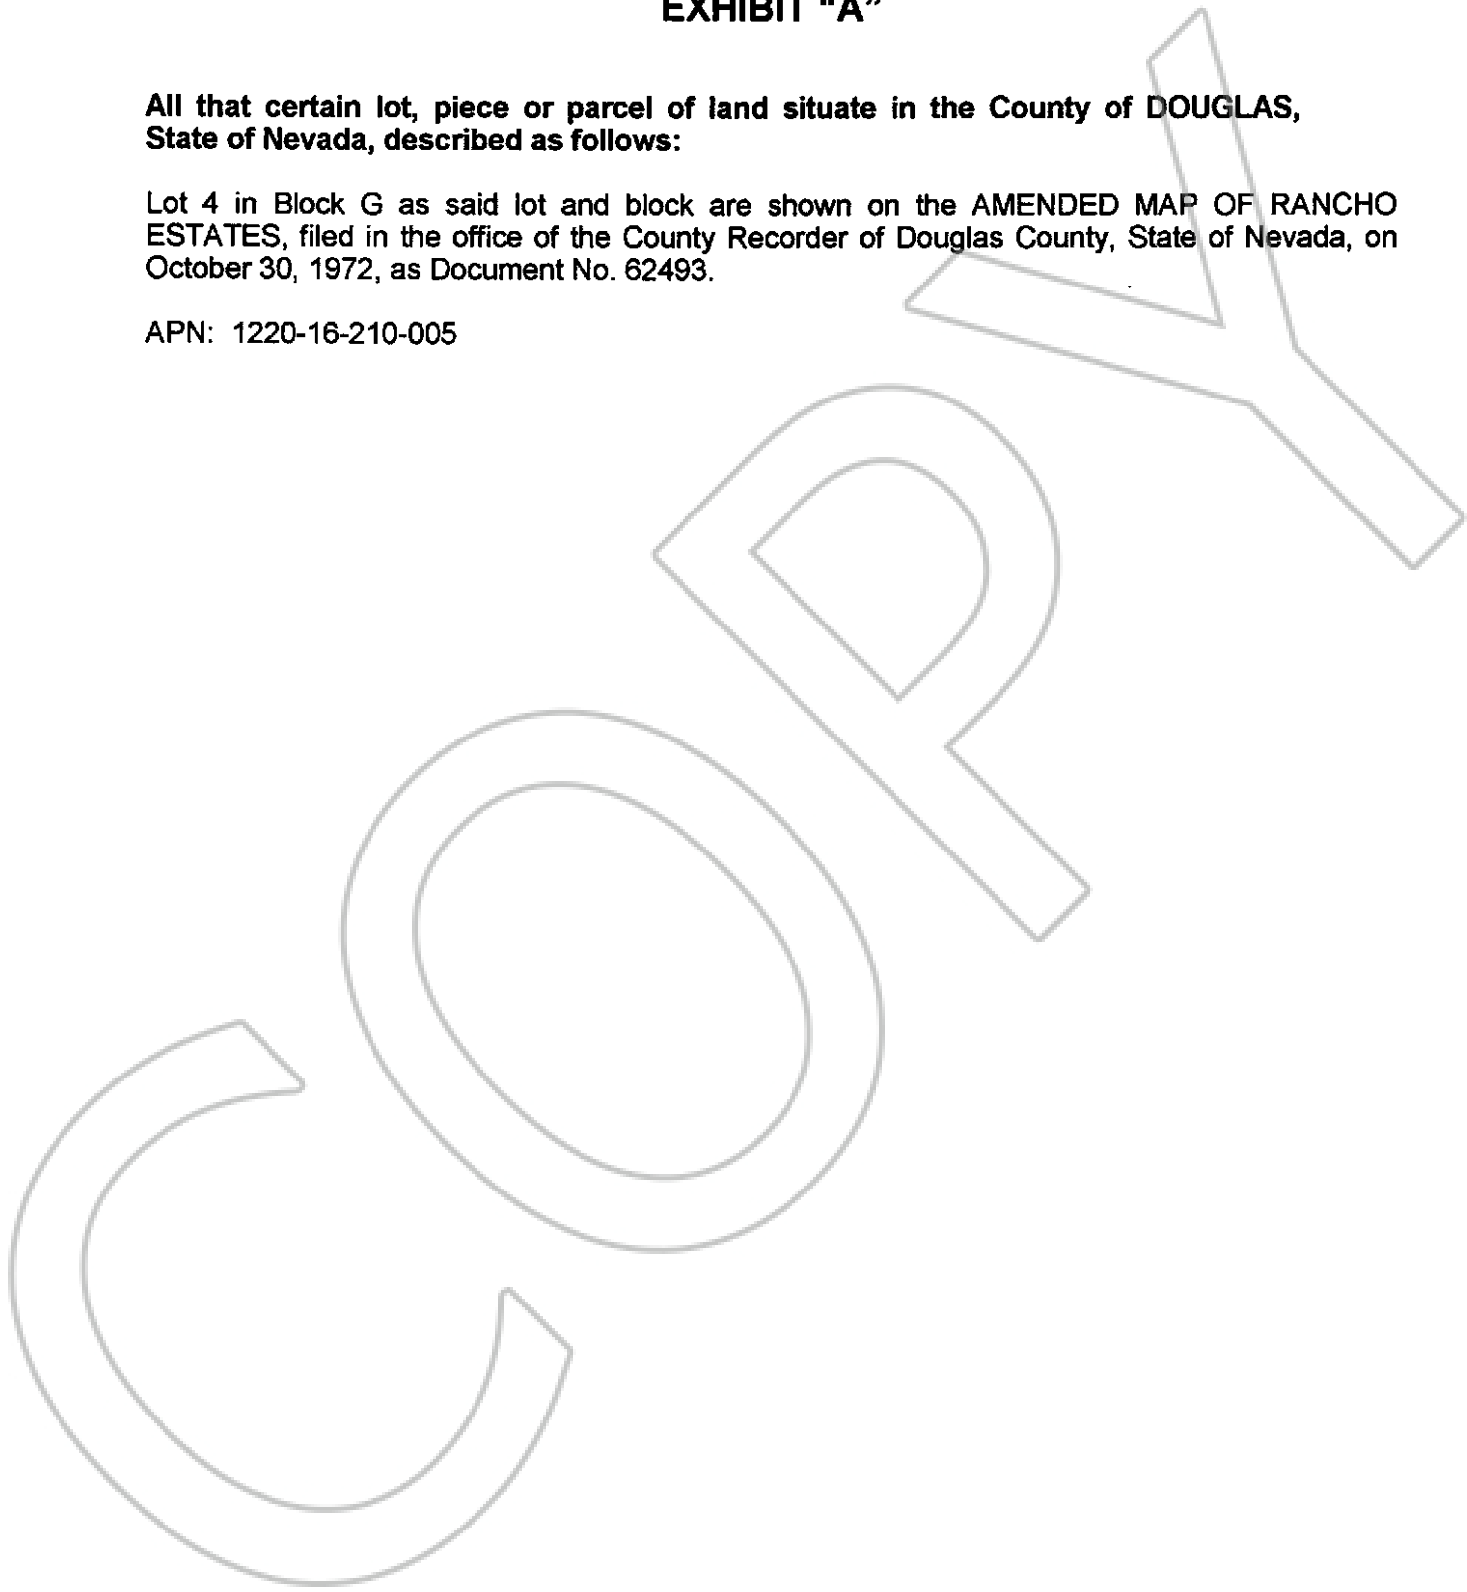 EXHIBIT “A”
All that certain lot, piece or parcel of land situate in the County of DOUGLAS,
State of Nevada, described as follows:
Lot 4 in Block G as said lot and block are shown on the AMENDED MAP OF RANCHO
ESTATES, filed in the office of the County Recorder of Douglas County, State of Nevada, on
October 30, 1972, as Document No. 62493.
APN: 1220-16-210-005
COPY